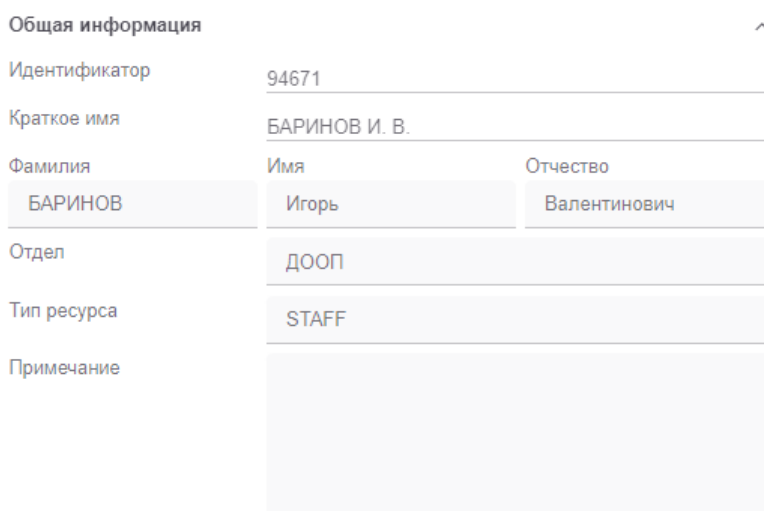 Общая информация
Идентификатор 94671
Краткое имя БАРИНОВ И. В.
Фамилия Имя Отчество
БАРИНОВ Игорь Валентинович
Отдел ДООП
Тип ресурса STAFF
Примечание